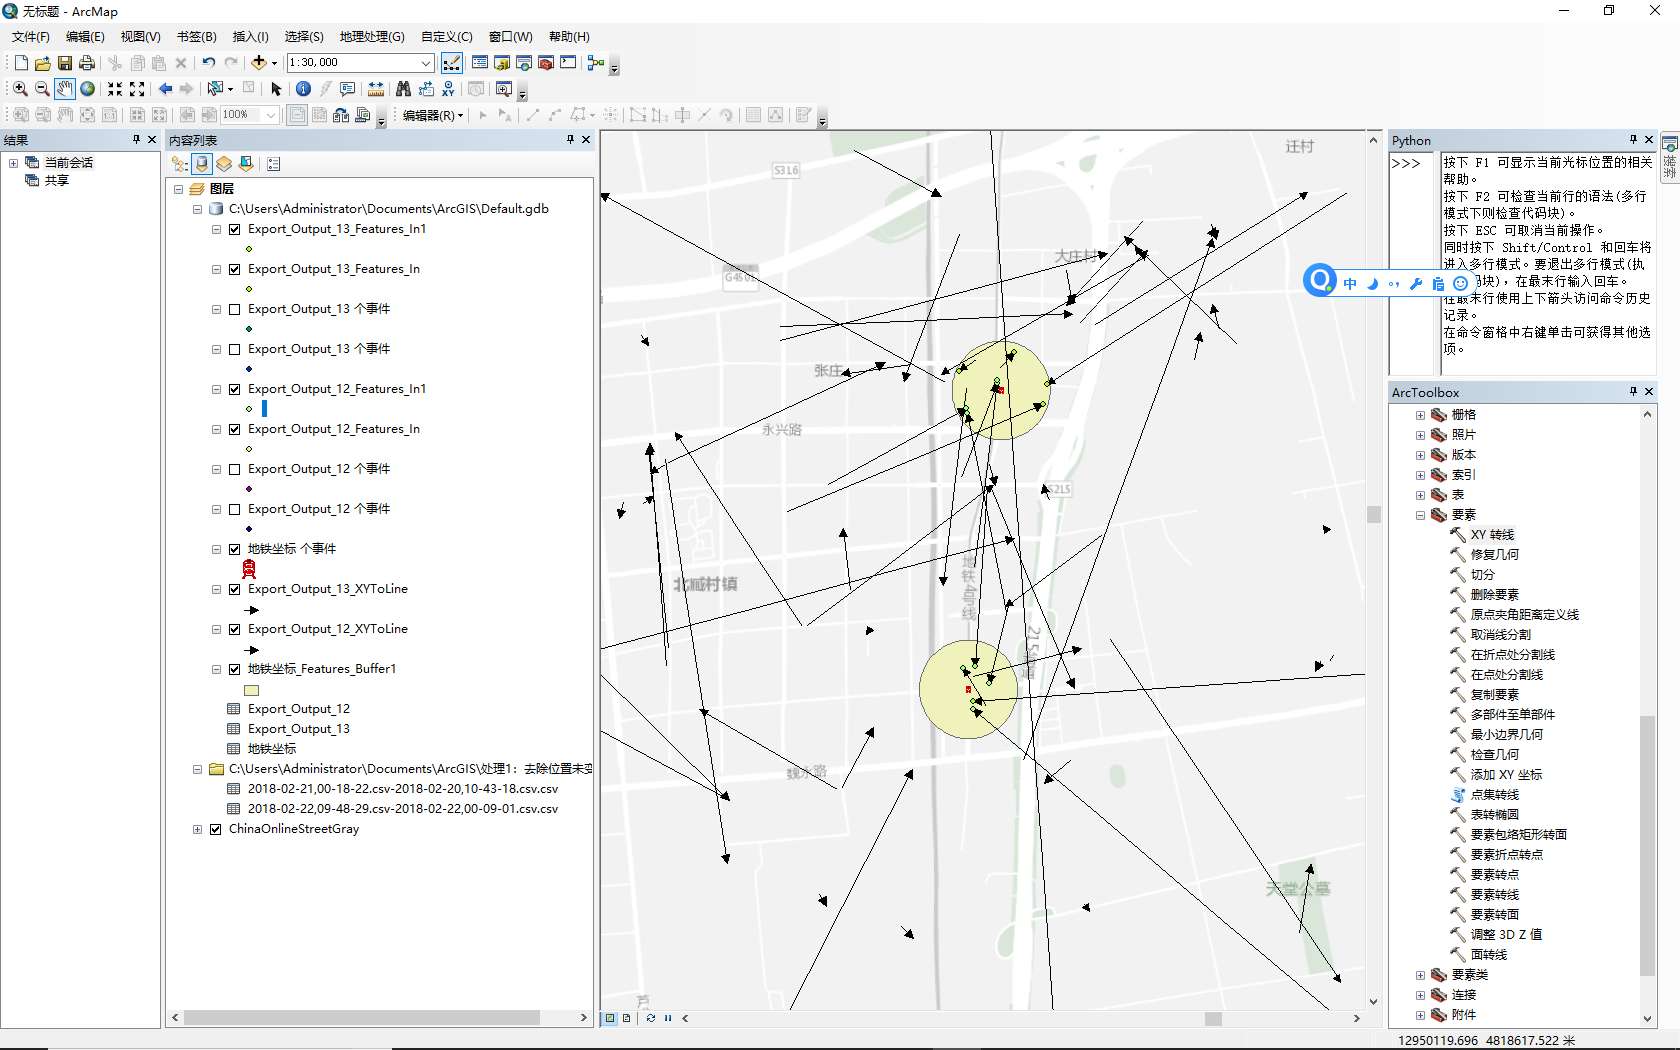 无标题 - ArcMap
文件(F) 编辑(E) 视图(V) 书签(B) 插入(I) 选择(S) 地理处理(G) 自定义(C) 窗口(W) 帮助(H)
1:30,000
100%
编辑器(R)
结果
当前会话
共享
内容列表
图层
C:\Users\Administrator\Documents\ArcGIS\Default.gdb
Export_Output_13_Features_In1
Export_Output_13_Features_In
Export_Output_13 个事件
Export_Output_13 个事件
Export_Output_12_Features_In1
Export_Output_12_Features_In
Export_Output_12 个事件
Export_Output_12 个事件
地铁坐标 个事件
Export_Output_13_XYToLine
Export_Output_12_XYToLine
地铁坐标_Features_Buffer1
Export_Output_12
Export_Output_13
地铁坐标
C:\Users\Administrator\Documents\ArcGIS\处理1：去除位置未变
2018-02-21,00-18-22.csv-2018-02-20,10-43-18.csv.csv
2018-02-22,09-48-29.csv-2018-02-22,00-09-01.csv.csv
ChinaOnlineStreetGray
迁村
S316
大庄村
G4501
张庄
永兴路
S215
北臧村镇
地铁4号线
215省道
魏永路
天堂公墓
芦
Python
>>>
按下 F1 可显示当前光标位置的相关
帮助。
按下 F2 可检查当前行的语法(多行
模式下则检查代码块)。
按下 ESC 可取消当前操作。
同时按下 Shift/Control 和回车将
进入多行模式。要退出多行模式(执
码块)，在最末行输入回车。
在最末行使用上下箭头访问命令历史
记录。
在命令窗格中右键单击可获得其他选
项。
中
ArcToolbox
栅格
照片
版本
索引
表
要素
XY 转线
修复几何
切分
删除要素
原点夹角距离定义线
取消线分割
在折点处分割线
在点处分割线
复制要素
多部件至单部件
最小边界几何
检查几何
添加 XY 坐标
点集转线
表转椭圆
要素包络矩形转面
要素折点转点
要素转点
要素转线
要素转面
调整 3D Z 值
面转线
要素类
连接
附件
12950119.696 4818617.522 米